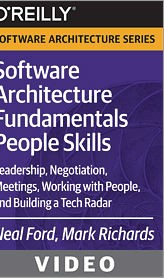 O'REILLY®
SOFTWARE ARCHITECTURE SERIES
Software
Architecture
Fundamentals
People Skills
Leadership, Negotiation,
Meetings, Working with People,
and Building a Tech Radar
Neal Ford, Mark Richards
VIDEO